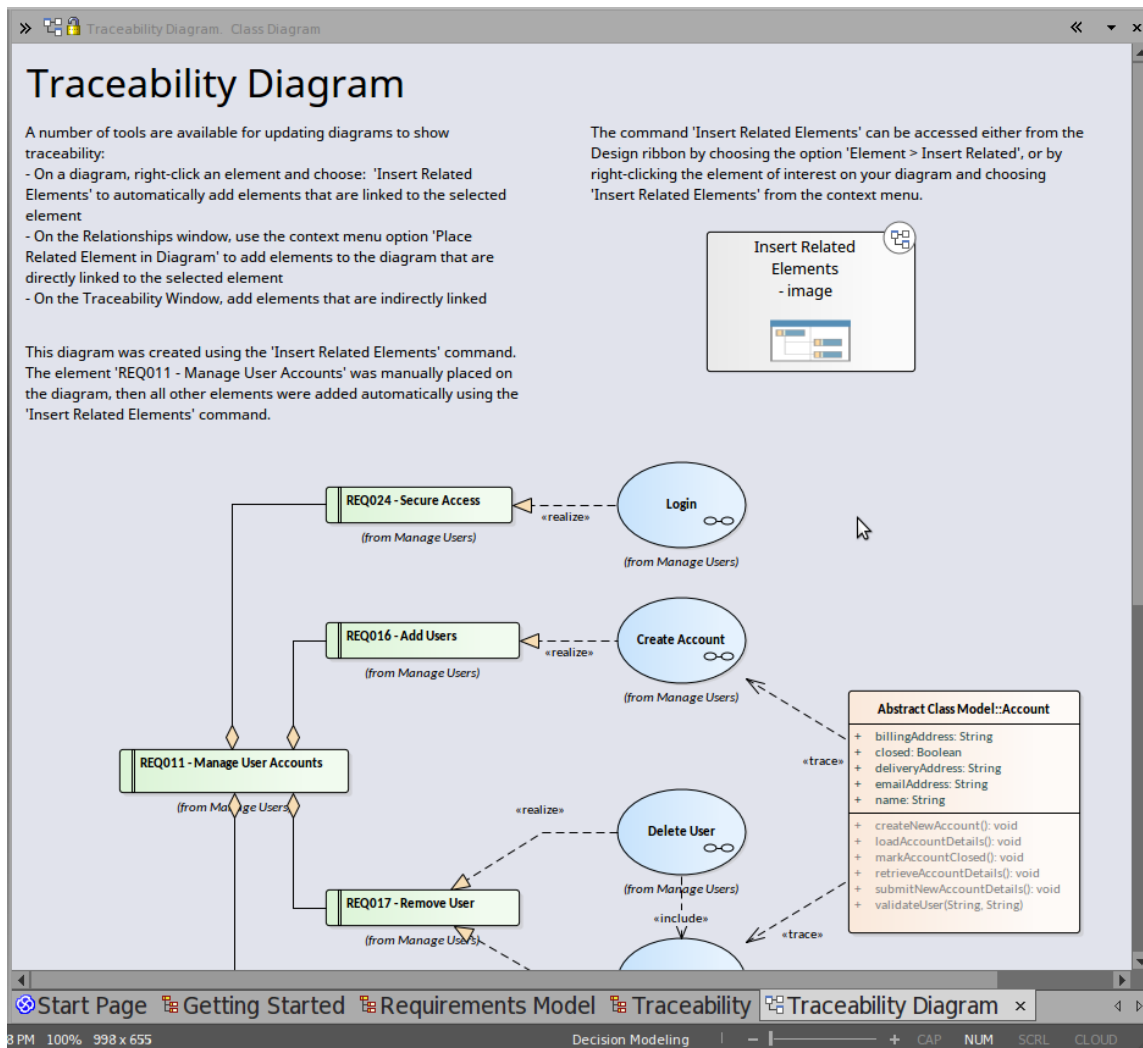 Traceability Diagram.  Class Diagram
Traceability Diagram
A number of tools are available for updating diagrams to show
traceability:
- On a diagram, right-click an element and choose:  'Insert Related
Elements' to automatically add elements that are linked to the selected
element
- On the Relationships window, use the context menu option 'Place
Related Element in Diagram' to add elements to the diagram that are
directly linked to the selected element
- On the Traceability Window, add elements that are indirectly linked
This diagram was created using the 'Insert Related Elements' command.
The element 'REQ011 - Manage User Accounts' was manually placed on
the diagram, then all other elements were added automatically using the
'Insert Related Elements' command.
The command 'Insert Related Elements' can be accessed either from the
Design ribbon by choosing the option 'Element > Insert Related', or by
right-clicking the element of interest on your diagram and choosing
'Insert Related Elements' from the context menu.
Insert Related
Elements
- image
REQ024 - Secure Access
(from Manage Users)
«realize»
Login
(from Manage Users)
REQ016 - Add Users
(from Manage Users)
«realize»
Create Account
(from Manage Users)
REQ011 - Manage User Accounts
(from Manage Users)
«trace»
Abstract Class Model::Account
+ billingAddress: String
+ closed: Boolean
+ deliveryAddress: String
+ emailAddress: String
+ name: String
+ createNewAccount(): void
+ loadAccountDetails(): void
+ markAccountClosed(): void
+ retrieveAccountDetails(): void
+ submitNewAccountDetails(): void
+ validateUser(String, String)
«realize»
Delete User
(from Manage Users)
REQ017 - Remove User
(from Manage Users)
«include»
«trace»
Start Page Getting Started Requirements Model Traceability Traceability Diagram
8 PM 100% 998 x 655 Decision Modeling CAP NUM SCRL CLOUD